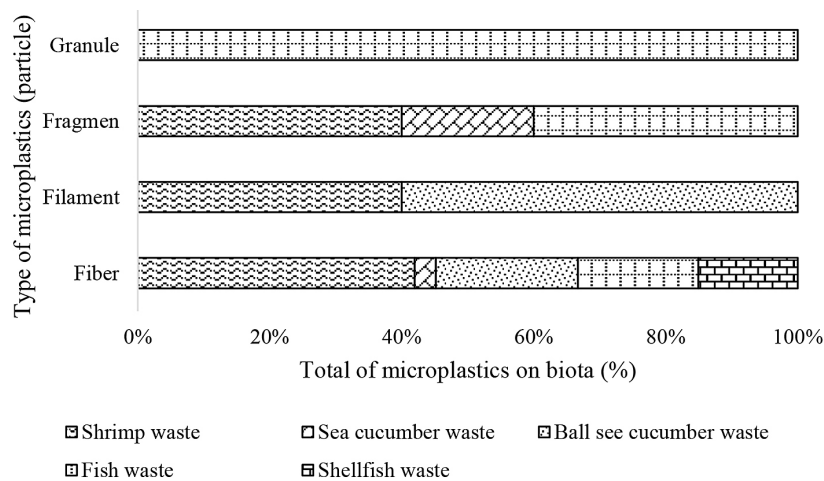 Type of microplastics (particle)
Granule
Fragmen
Filament
Fiber
0% 20% 40% 60% 80% 100%
Total of microplastics on biota (%)
Shrimp waste Sea cucumber waste Ball see cucumber waste
Fish waste Shellfish waste